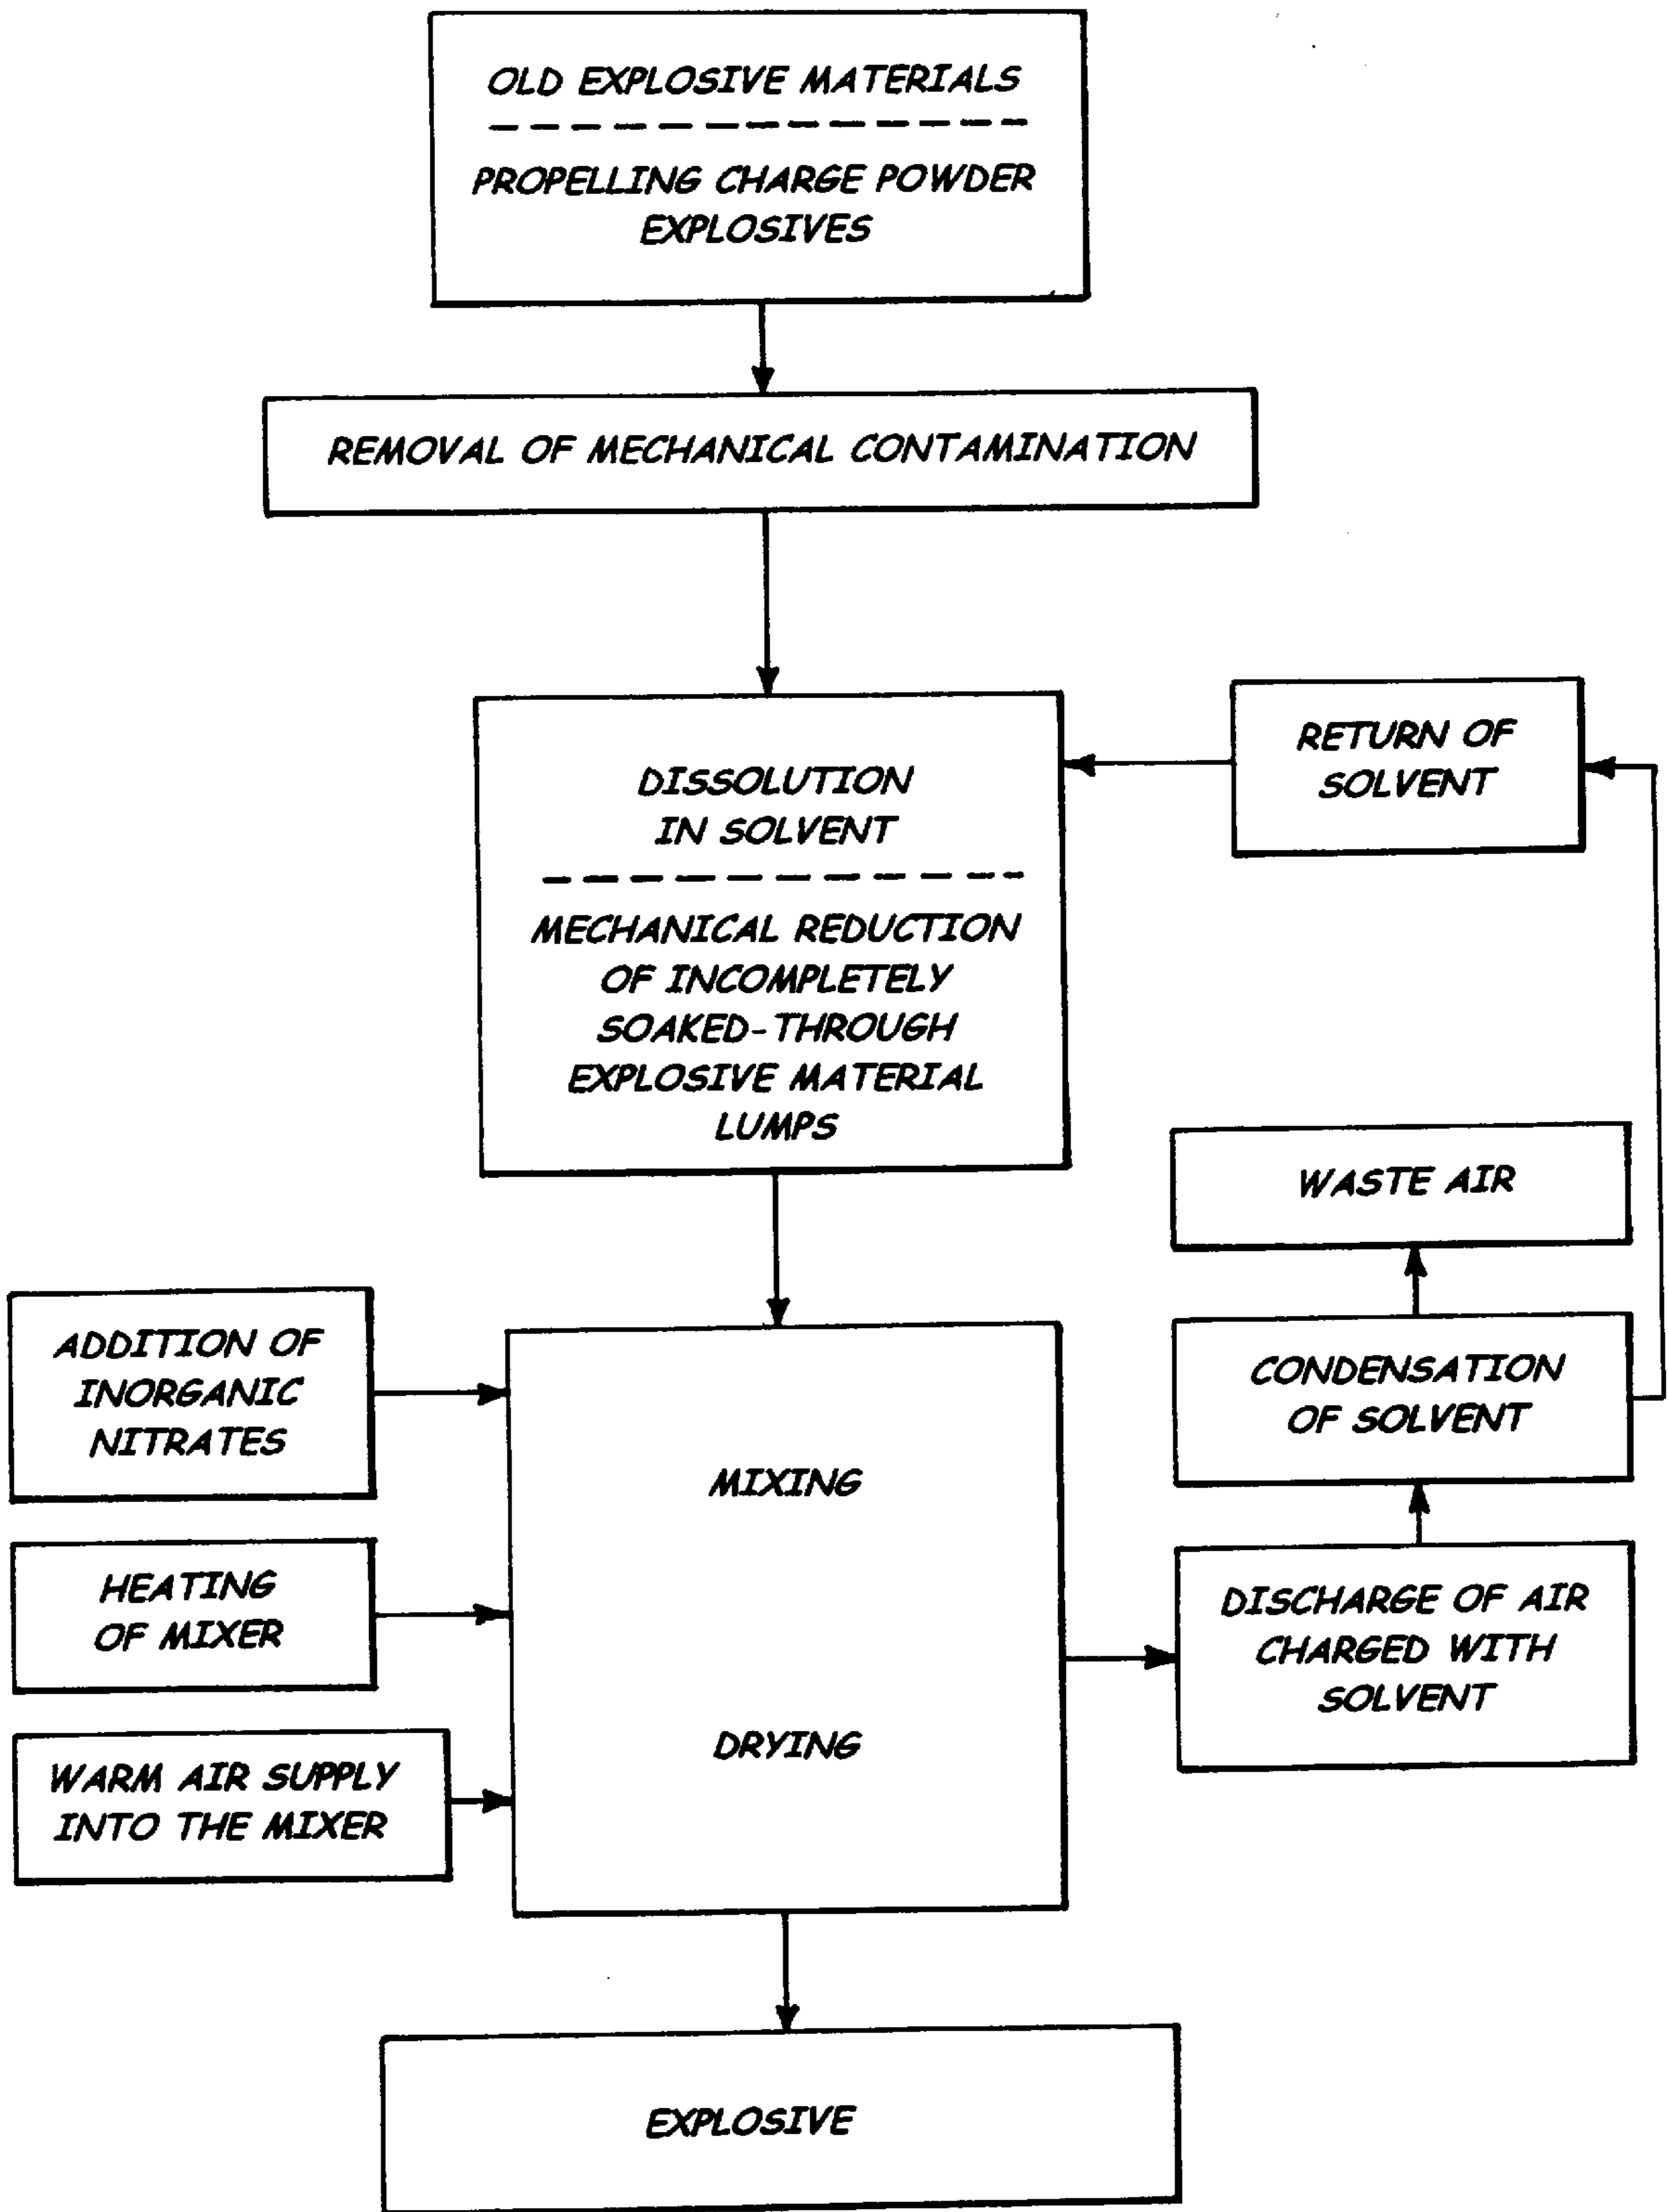 OLD EXPLOSIVE MATERIALS
PROPELLING CHARGE POWDER
EXPLOSIVES
REMOVAL OF MECHANICAL CONTAMINATION
DISSOLUTION
IN SOLVENT
MECHANICAL REDUCTION
OF INCOMPLETELY
SOAKED-THROUGH
EXPLOSIVE MATERIAL
LUMPS
RETURN OF
SOLVENT
WASTE AIR
CONDENSATION
OF SOLVENT
DISCHARGE OF AIR
CHARGED WITH
SOLVENT
ADDITION OF
INORGANIC
NITRATES
HEATING
OF MIXER
WARM AIR SUPPLY
INTO THE MIXER
MIXING
DRYING
EXPLOSIVE